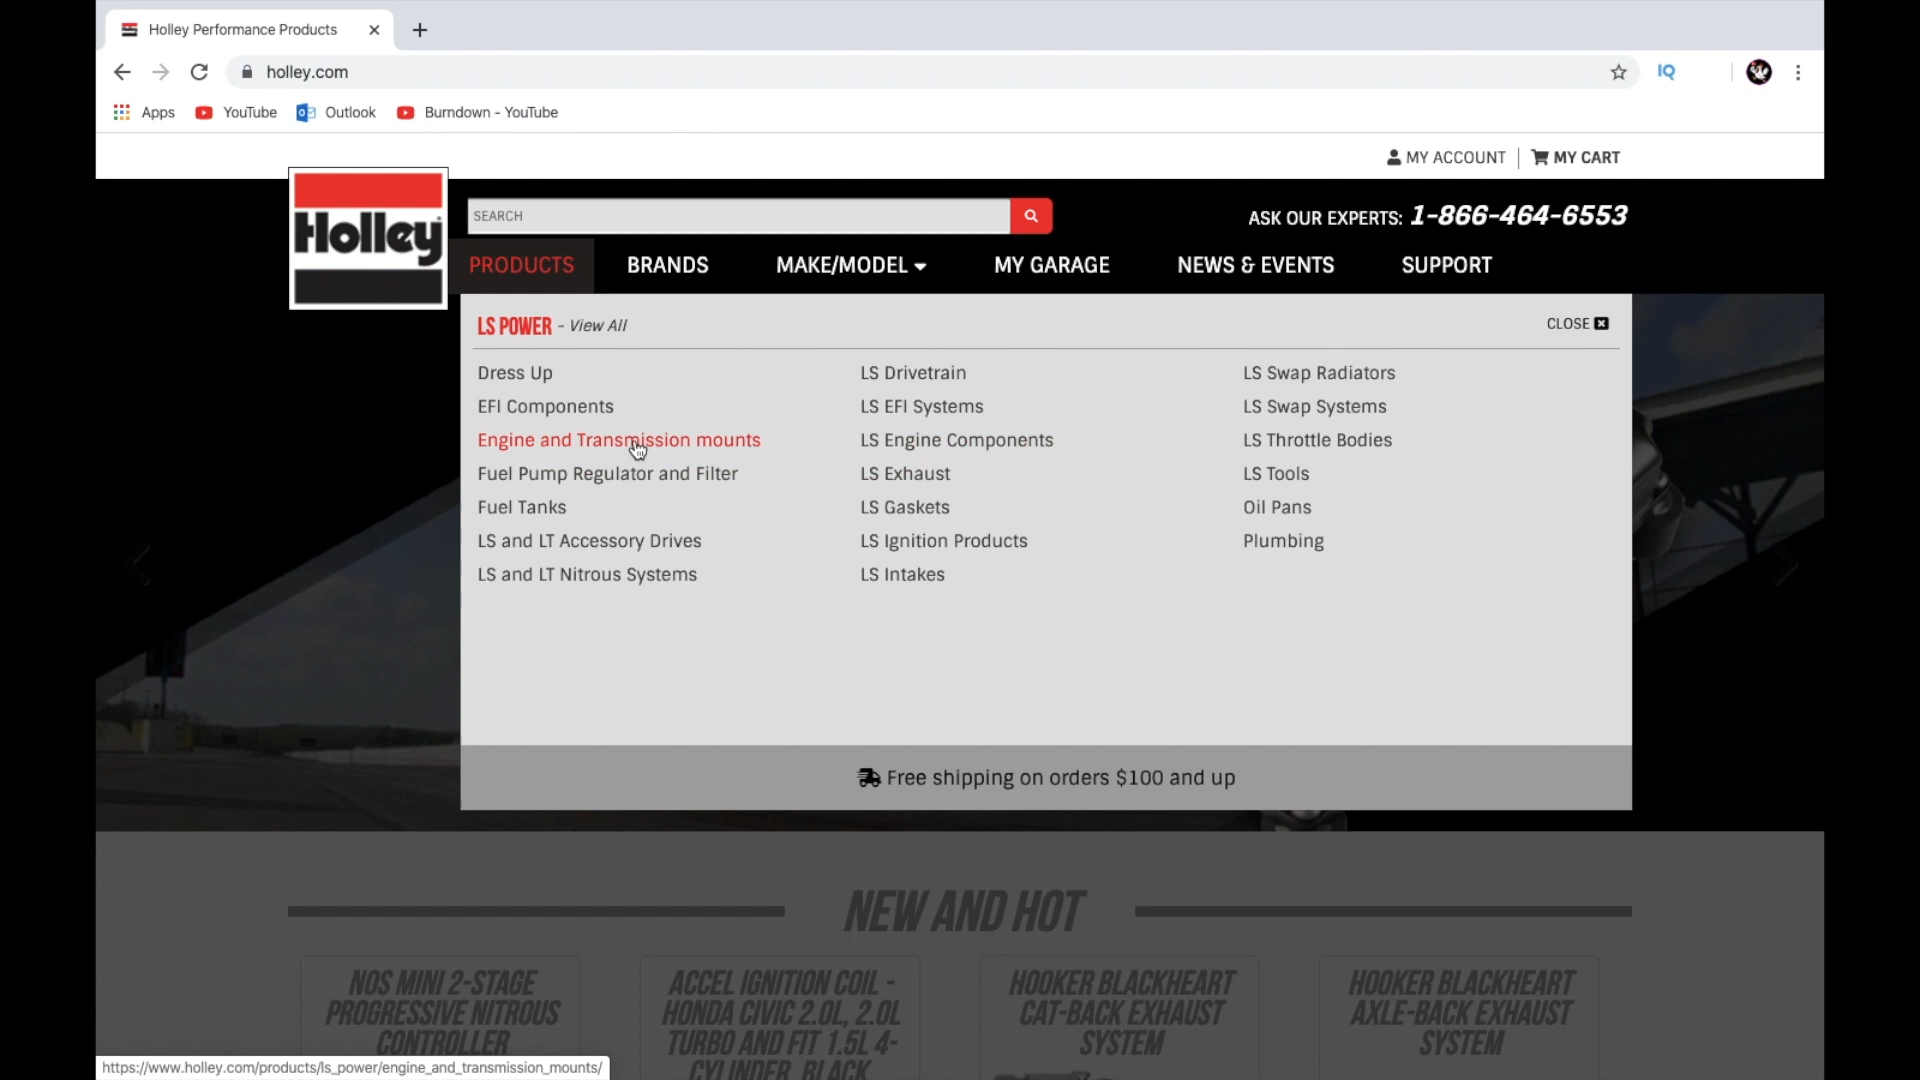 Holley Performance Products
holley.com
IQ
Apps YouTube Outlook Burndown - YouTube
MY ACCOUNT MY CART
Holley
SEARCH
ASK OUR EXPERTS: 1-866-464-6553
PRODUCTS BRANDS MAKE/MODEL MY GARAGE NEWS & EVENTS SUPPORT
LS POWER - View All
CLOSE
Dress Up
EFI Components
Engine and Transmission mounts
Fuel Pump Regulator and Filter
Fuel Tanks
LS and LT Accessory Drives
LS and LT Nitrous Systems
LS Drivetrain
LS EFI Systems
LS Engine Components
LS Exhaust
LS Gaskets
LS Ignition Products
LS Intakes
LS Swap Radiators
LS Swap Systems
LS Throttle Bodies
LS Tools
Oil Pans
Plumbing
Free shipping on orders $100 and up
NEW AND HOT
NOS MINI 2-STAGE
PROGRESSIVE NITROUS
CONTROLLER
ACCEL IGNITION COIL -
HONDA CIVIC 2.0L, 2.0L
TURBO AND FIT 1.5L 4-
CYLINDER, BLACK
HOOKER BLACKHEART
CAT-BACK EXHAUST
SYSTEM
HOOKER BLACKHEART
AXLE-BACK EXHAUST
SYSTEM
https://www.holley.com/products/ls_power/engine_and_transmission_mounts/